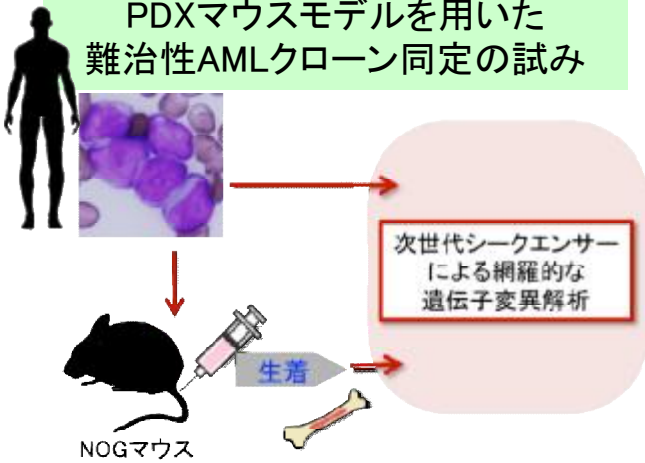 PDXマウスモデルを用いた
難治性AMLクローン同定の試み
次世代シークエンサー
による網羅的な
遺伝子変異解析
生着
NOGマウス